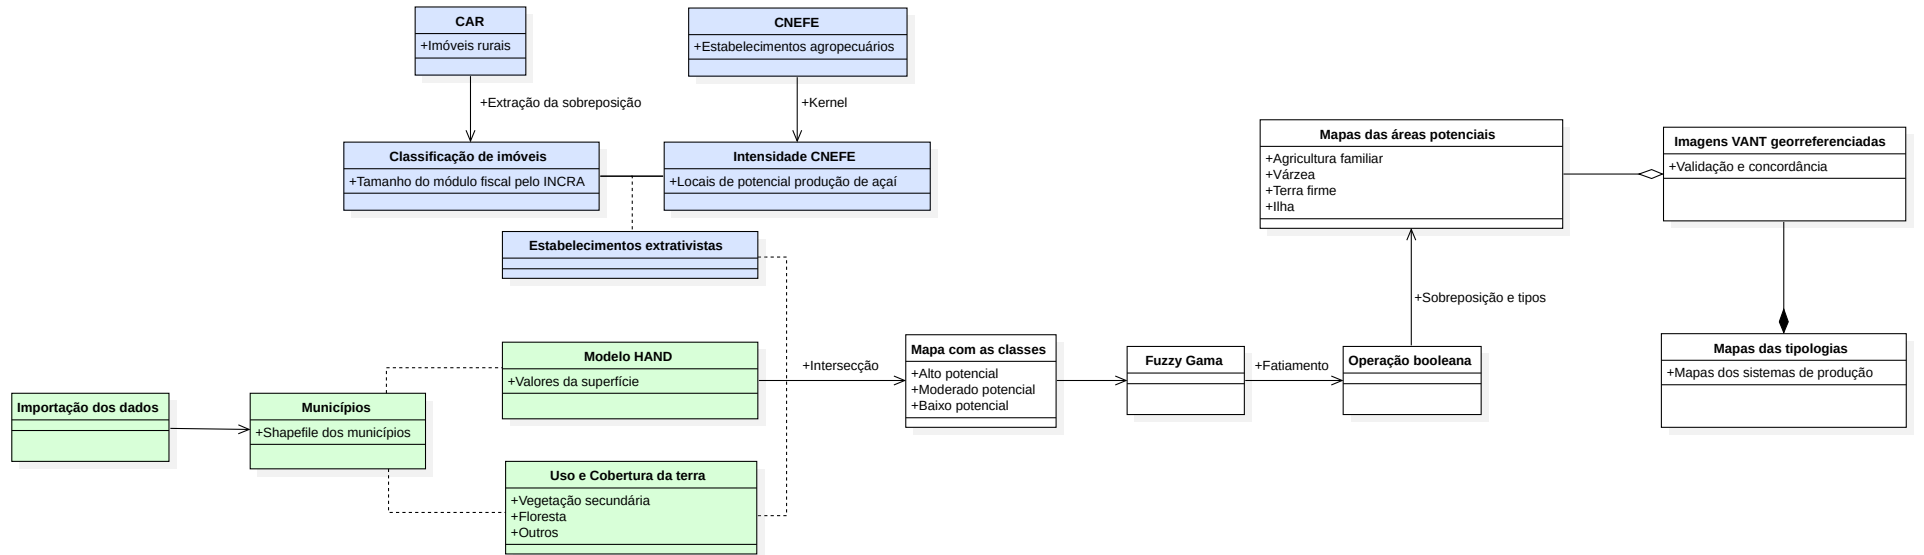 CAR
+Imóveis rurais
CNEFE
+Estabelecimentos agropecuários
+Extração da sobreposição
+Kernel
Classificação de imóveis
+Tamanho do módulo fiscal pelo INCRA
Intensidade CNEFE
+Locais de potencial produção de açaí
Estabelecimentos extrativistas
Importação dos dados
Municípios
+Shapefile dos municípios
Modelo HAND
+Valores da superfície
Uso e Cobertura da terra
+Vegetação secundária
+Floresta
+Outros
+Intersecção
Mapa com as classes
+Alto potencial
+Moderado potencial
+Baixo potencial
Fuzzy Gama
+Fatiamento
Operação booleana
+Sobreposição e tipos
Mapas das áreas potenciais
+Agricultura familiar
+Várzea
+Terra firme
+Ilha
Imagens VANT georreferenciadas
+Validação e concordância
Mapas das tipologias
+Mapas dos sistemas de produção